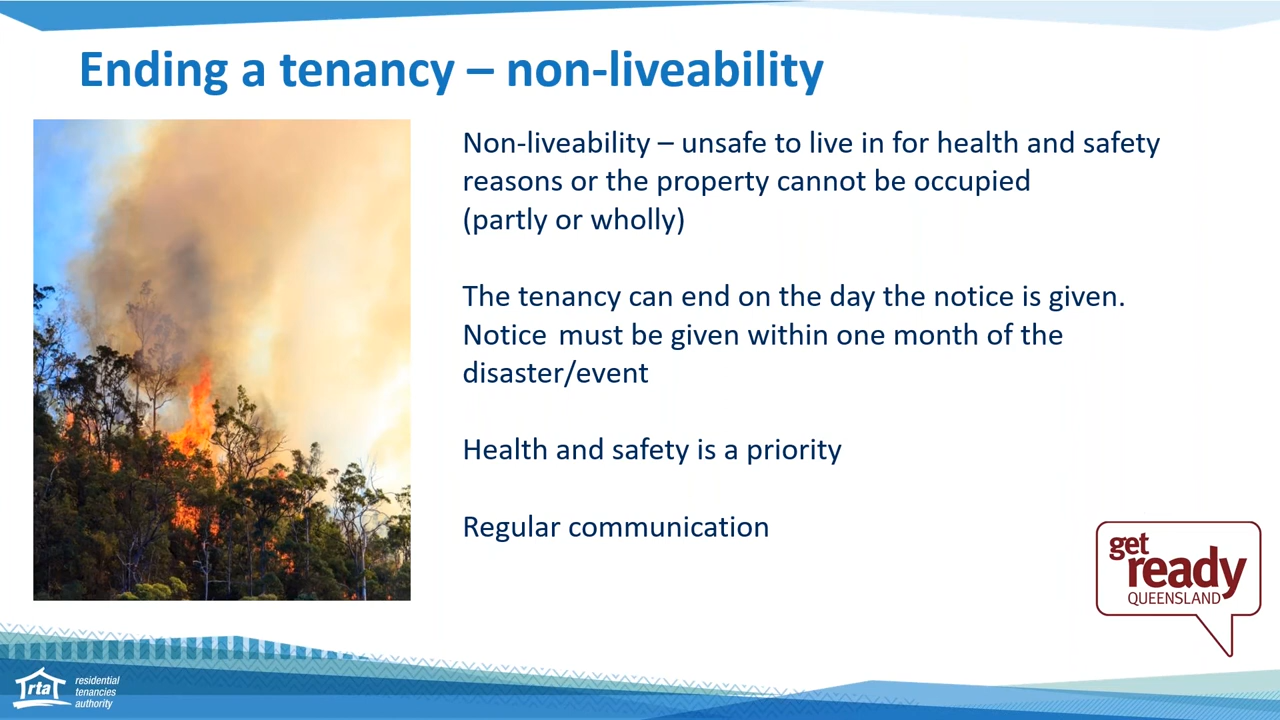 Ending a tenancy – non-liveability
Non-liveability – unsafe to live in for health and safety
reasons or the property cannot be occupied
(partly or wholly)
The tenancy can end on the day the notice is given.
Notice must be given within one month of the
disaster/event
Health and safety is a priority
Regular communication
get
ready
QUEENSLAND
rta
residential
tenancies
authority